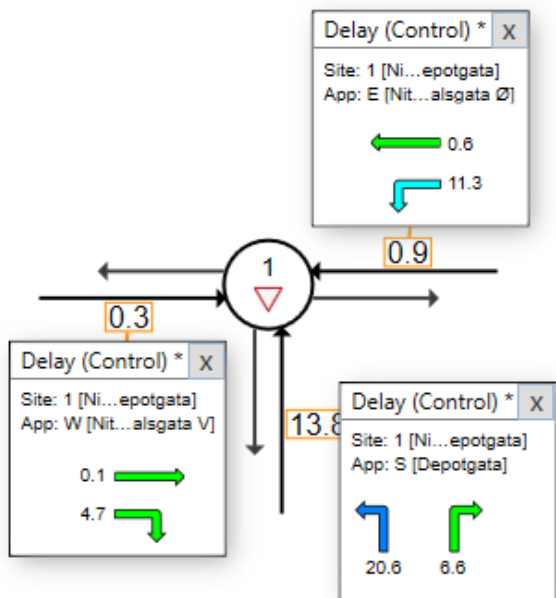 Delay (Control) * x
Site: 1 [Ni...epotgata]
App: E [Nit...alsgata Ø]
0.6
11.3
1
0.9
0.3
Delay (Control) * x
Site: 1 [Ni...epotgata]
App: W [Nit...alsgata V]
0.1
4.7
13.8
Delay (Control) * x
Site: 1 [Ni...epotgata]
App: S [Depotgata]
20.6 6.6